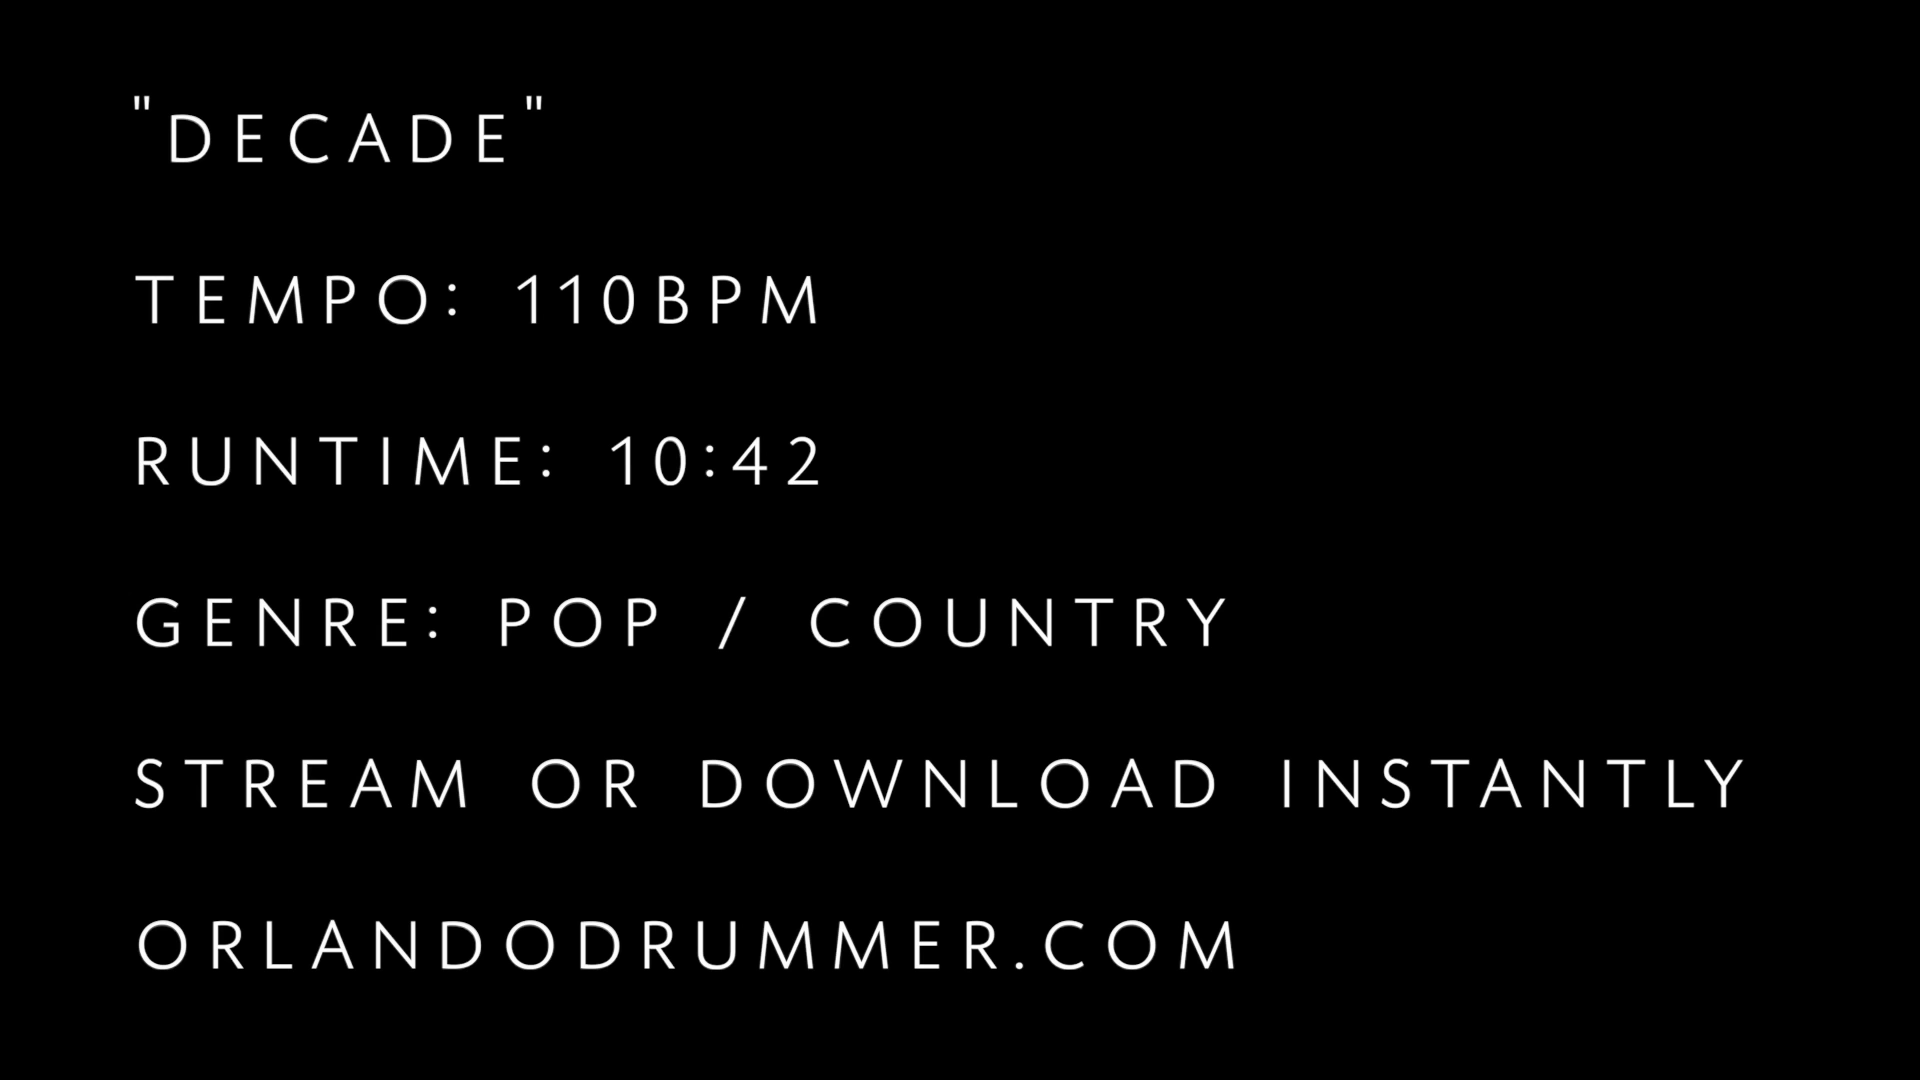 "DECADE"
TEMPO: 110BPM
RUNTIME: 10:42
GENRE: POP / COUNTRY
STREAM OR DOWNLOAD INSTANTLY
ORLANDODRUMMER.COM